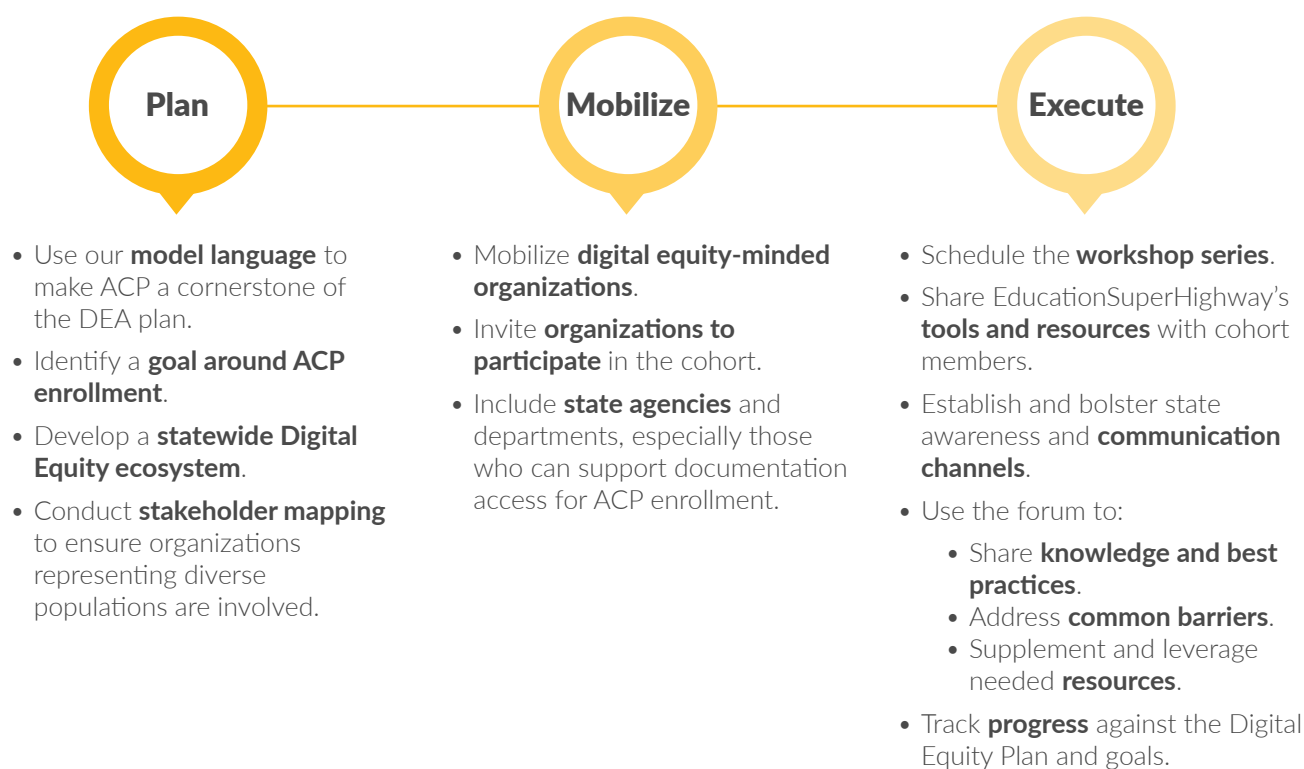 Plan
• Use our model language to
make ACP a cornerstone of
the DEA plan.
• Identify a goal around ACP
enrollment.
• Develop a statewide Digital
Equity ecosystem.
• Conduct stakeholder mapping
to ensure organizations
representing diverse
populations are involved.
Mobilize
• Mobilize digital equity-minded
organizations.
• Invite organizations to
participate in the cohort.
• Include state agencies and
departments, especially those
who can support documentation
access for ACP enrollment.
Execute
• Schedule the workshop series.
• Share EducationSuperHighway’s
tools and resources with cohort
members.
• Establish and bolster state
awareness and communication
channels.
• Use the forum to:
• Share knowledge and best
practices.
• Address common barriers.
• Supplement and leverage
needed resources.
• Track progress against the Digital
Equity Plan and goals.